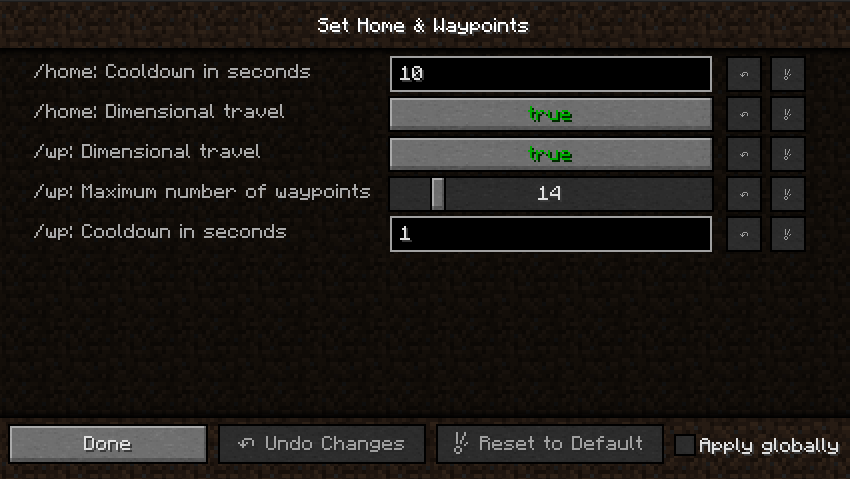 Set Home & Waypoints
/home: Cooldown in seconds 10
/home: Dimensional travel true
/wp: Dimensional travel true
/wp: Maximum number of waypoints 14
/wp: Cooldown in seconds 1
Done Undo Changes Reset to Default Apply globally